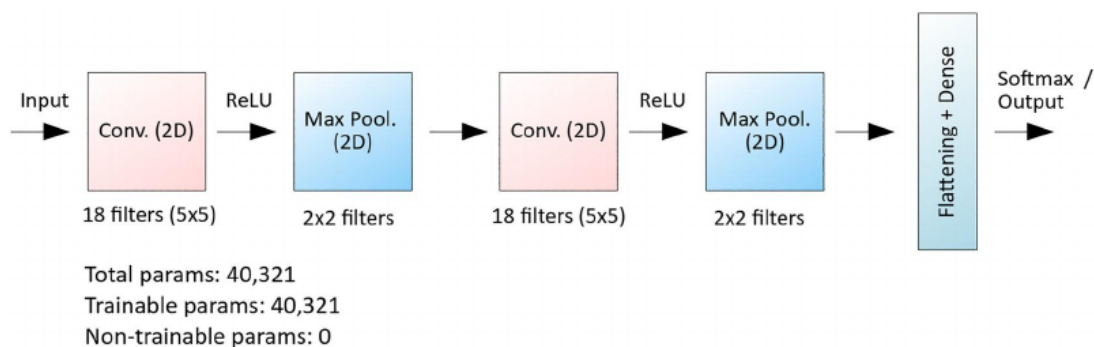 Input
Conv. (2D)
18 filters (5x5)
ReLU
Max Pool.
(2D)
2x2 filters
Conv. (2D)
18 filters (5x5)
ReLU
Max Pool.
(2D)
2x2 filters
Flattening + Dense
Softmax /
Output
Total params: 40,321
Trainable params: 40,321
Non-trainable params: 0